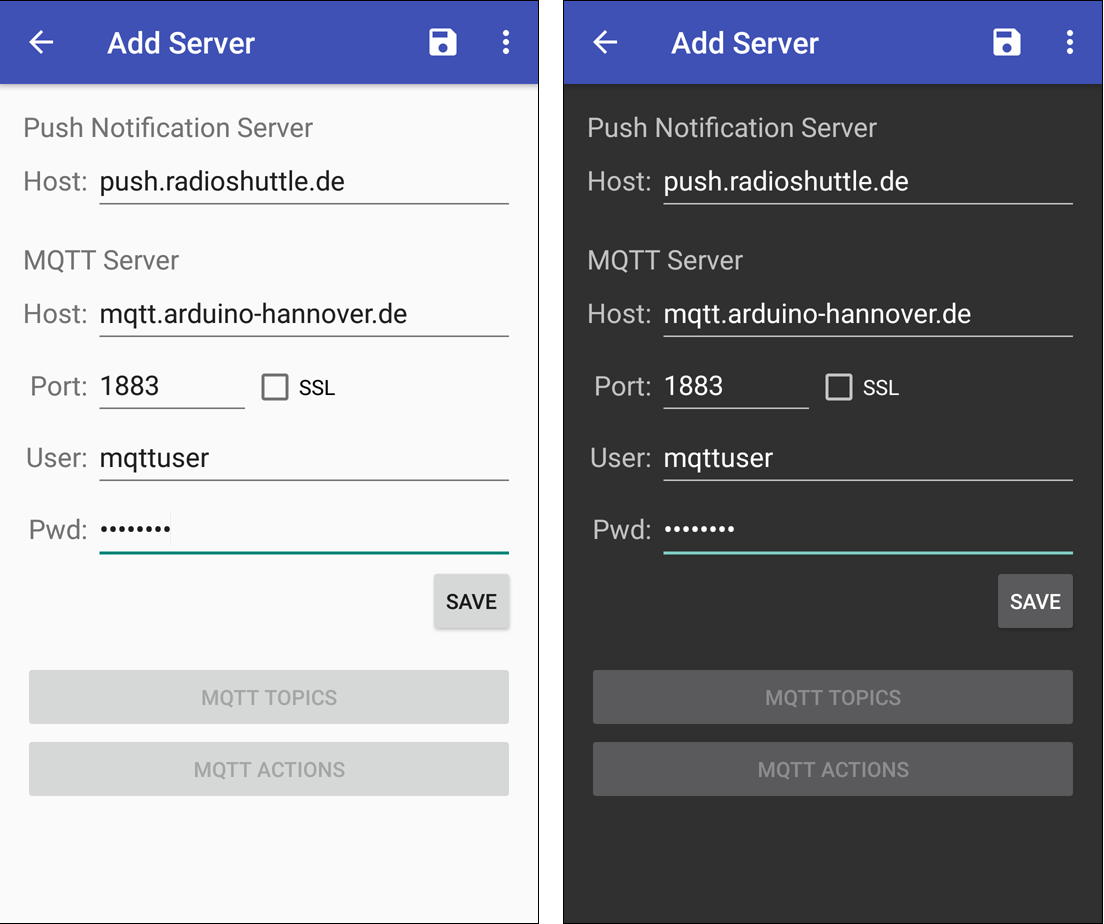 Add Server
Push Notification Server
Host: push.radioshuttle.de
MQTT Server
Host: mqtt.arduino-hannover.de
Port: 1883 SSL
User: mqttuser
Pwd: ••••••••
SAVE
MQTT TOPICS
MQTT ACTIONS
Add Server
Push Notification Server
Host: push.radioshuttle.de
MQTT Server
Host: mqtt.arduino-hannover.de
Port: 1883 SSL
User: mqttuser
Pwd: ••••••••
SAVE
MQTT TOPICS
MQTT ACTIONS